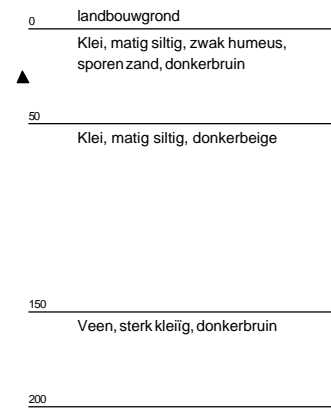 0 landbouwgrond
Klei, matig siltig, zwak humeus,
sporen zand, donkerbruin
50
Klei, matig siltig, donkerbeige
150
Veen, sterk kleiïg, donkerbruin
200